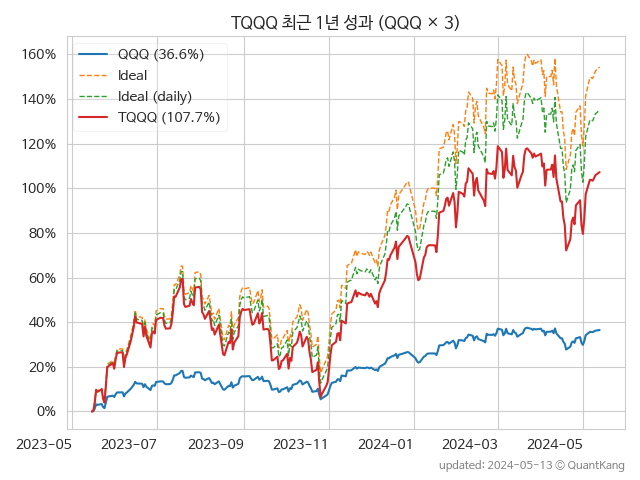 TQQQ 최근 1년 성과 (QQQ × 3)
QQQ (36.6%)
Ideal
Ideal (daily)
TQQQ (107.7%)
160%
140%
120%
100%
80%
60%
40%
20%
0%
2023-05 2023-07 2023-09 2023-11 2024-01 2024-03 2024-05
updated: 2024-05-13 © QuantKang